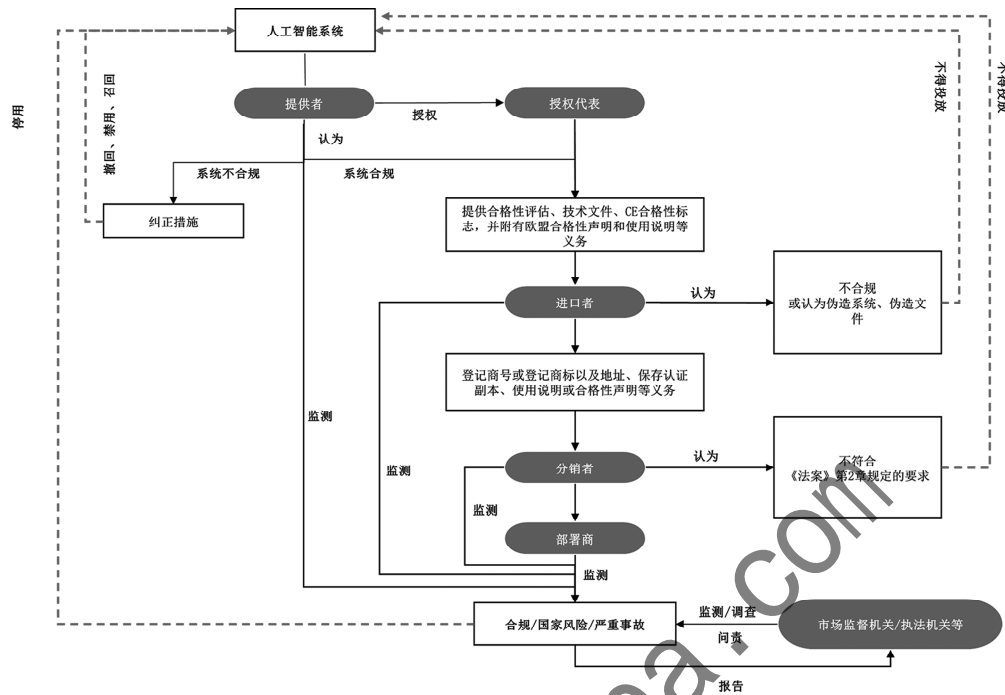 人工智能系统
提供者
授权
授权代表
认为
系统不合规
系统合规
纠正措施
停用
撤回、禁用、召回
提供合格性评估、技术文件、CE合格性标
志，并附有欧盟合格性声明和使用说明等
义务
进口者
认为
不合规
或认为伪造系统、伪造文
件
不得投放
不得投放
登记商号或登记商标以及地址、保存认证
副本、使用说明或合格性声明等义务
监测
监测
分销者
认为
不符合
《法案》第2章规定的要求
监测
部署商
监测
合规/国家风险/严重事故
监测/调查
问责
市场监督机关/执法机关等
报告
.com